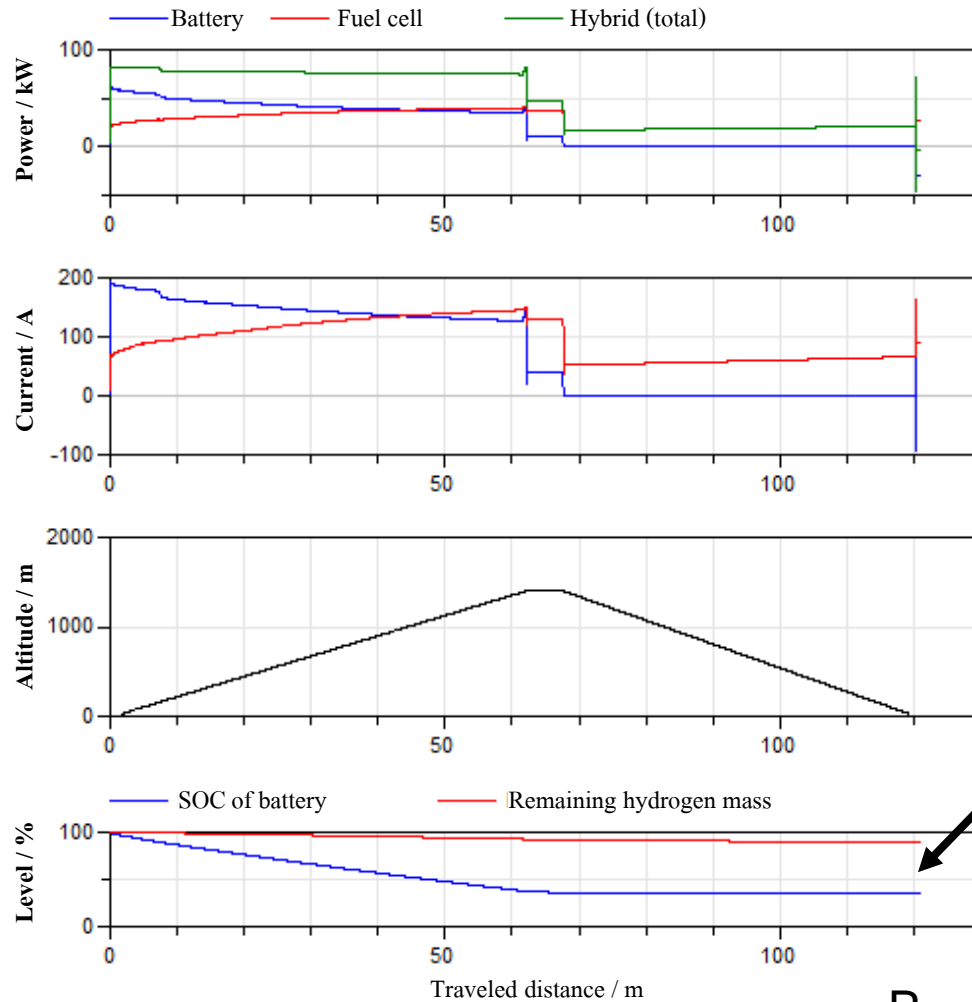 Battery Fuel cell Hybrid (total)
Power / kW
100
0
0 50 100
Current / A
200
100
0
-100
0 50 100
Altitude / m
2000
1000
0
0 50 100
SOC of battery Remaining hydrogen mass
Level / %
100
0
0 50 100
Traveled distance / m